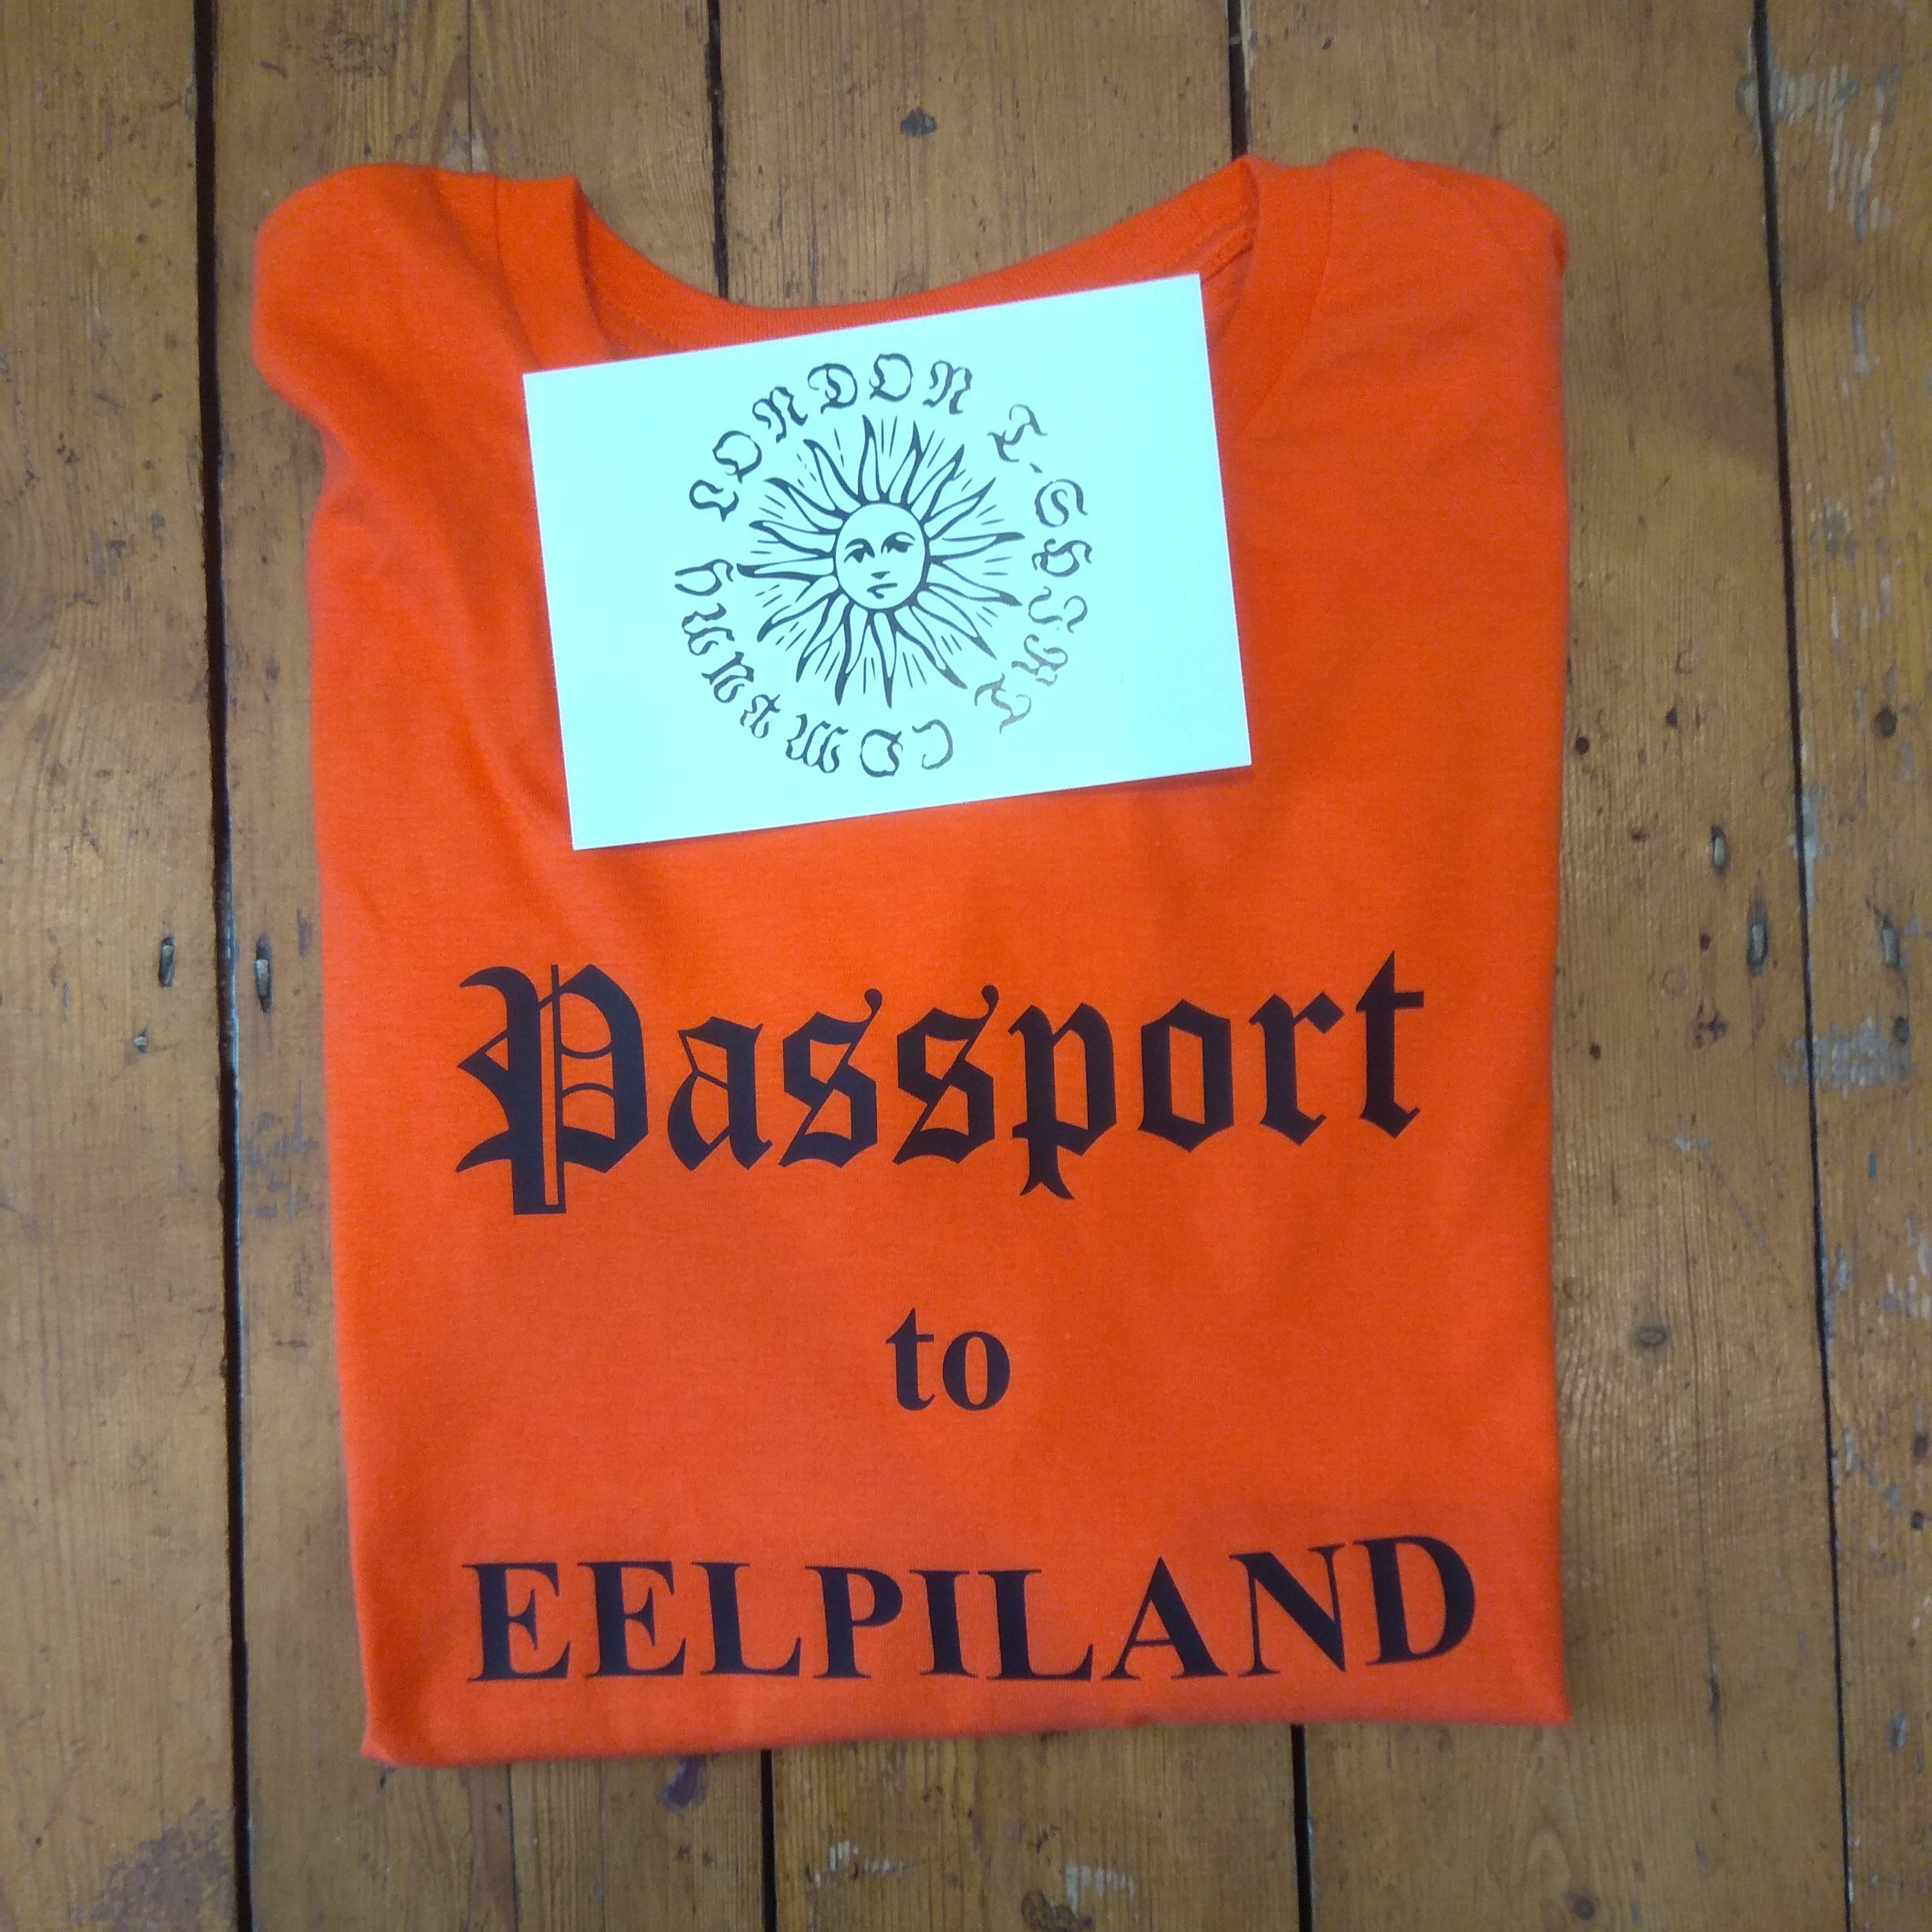 LONDON T-SHIRT COMPANY
Passport
to
EELPILAND